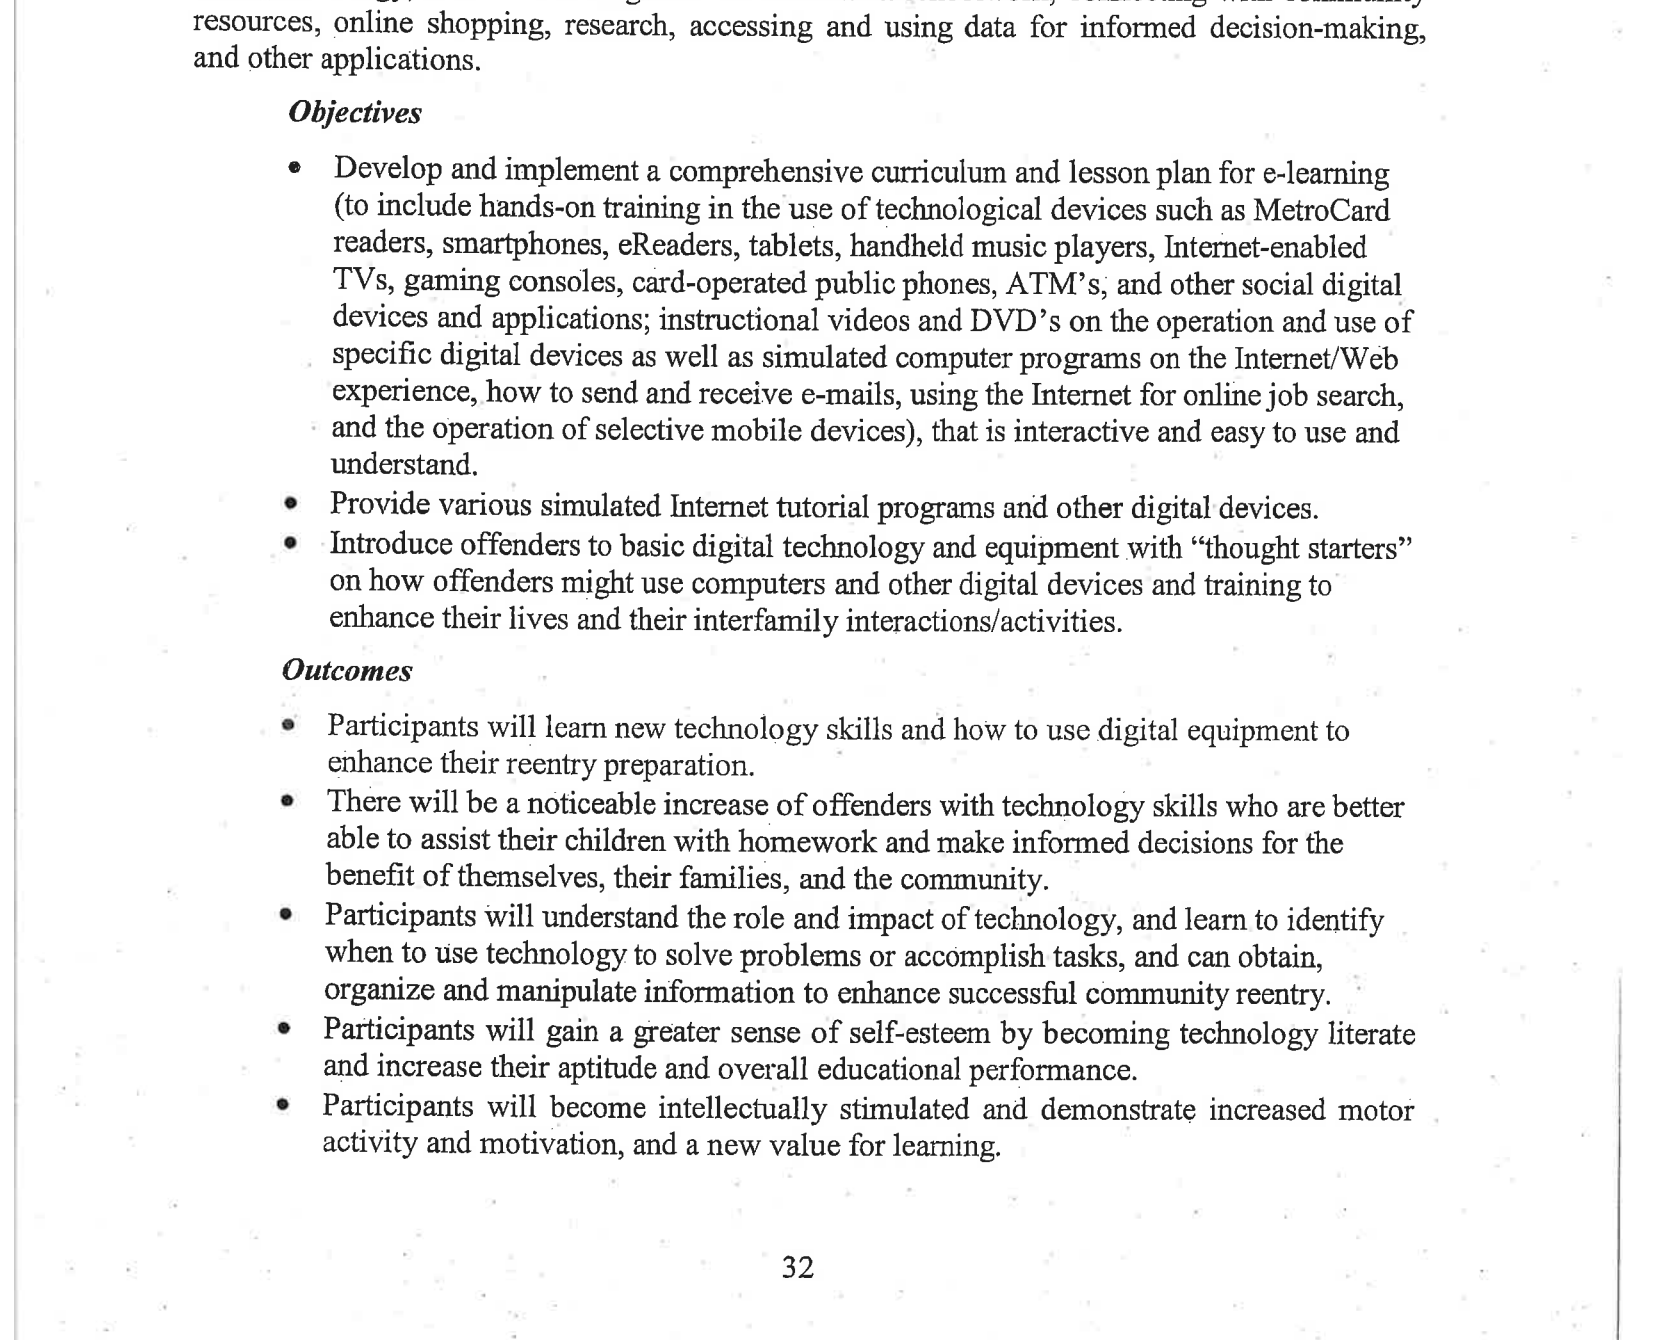 resources, online shopping, research, accessing and using data for informed decision-making,
and other applications.
Objectives
• Develop and implement a comprehensive curriculum and lesson plan for e-learning
(to include hands-on training in the use of technological devices such as MetroCard
readers, smartphones, eReaders, tablets, handheld music players, Internet-enabled
TVs, gaming consoles, card-operated public phones, ATM's, and other social digital
devices and applications; instructional videos and DVD's on the operation and use of
specific digital devices as well as simulated computer programs on the Internet/Web
experience, how to send and receive e-mails, using the Internet for online job search,
and the operation of selective mobile devices), that is interactive and easy to use and
understand.
• Provide various simulated Internet tutorial programs and other digital devices.
• Introduce offenders to basic digital technology and equipment with “thought starters”
on how offenders might use computers and other digital devices and training to
enhance their lives and their interfamily interactions/activities.
Outcomes
• Participants will learn new technology skills and how to use digital equipment to
enhance their reentry preparation.
• There will be a noticeable increase of offenders with technology skills who are better
able to assist their children with homework and make informed decisions for the
benefit of themselves, their families, and the community.
• Participants will understand the role and impact of technology, and learn to identify
when to use technology to solve problems or accomplish tasks, and can obtain,
organize and manipulate information to enhance successful community reentry.
• Participants will gain a greater sense of self-esteem by becoming technology literate
and increase their aptitude and overall educational performance.
• Participants will become intellectually stimulated and demonstrate increased motor
activity and motivation, and a new value for learning.
32